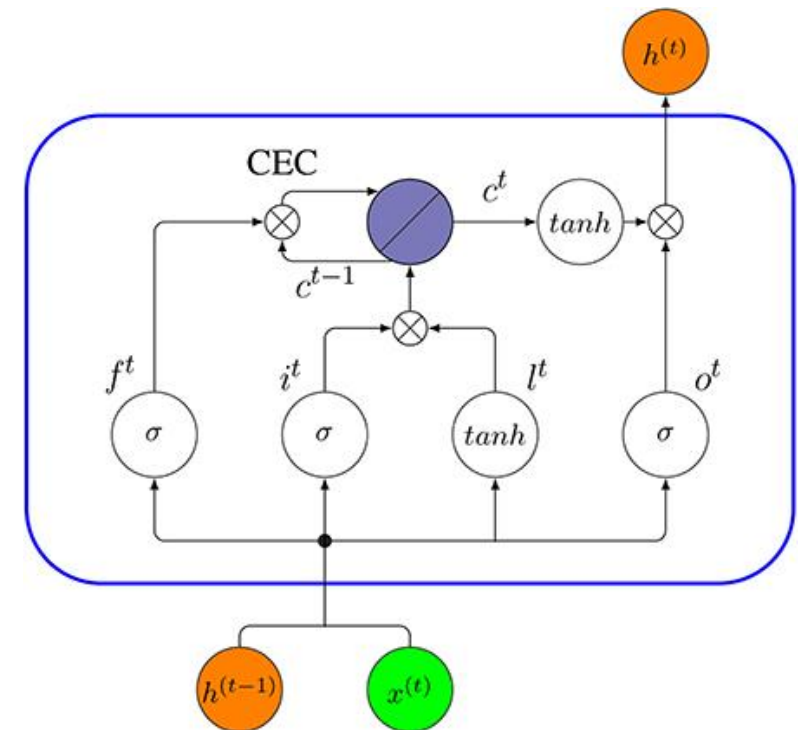 h^{(t)}
CEC
c^t
tanh
c^{t-1}
f^t
i^t
l^t
o^t
σ
σ
tanh
σ
h^{(t-1)}
x^{(t)}